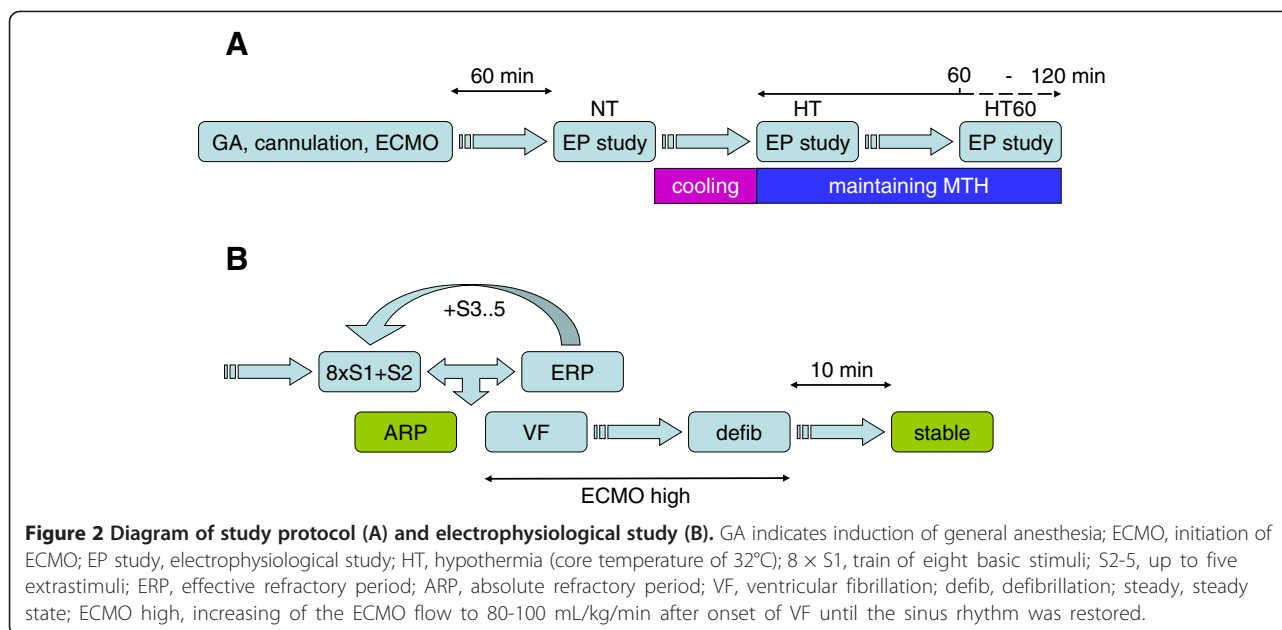 A
60 min
60 - 120 min
NT
HT
HT60
GA, cannulation, ECMO
EP study
EP study
EP study
cooling
maintaining MTH
B
+S3..5
8xS1+S2
ERP
10 min
ARP
VF
defib
stable
ECMO high
Figure 2 Diagram of study protocol (A) and electrophysiological study (B). GA indicates induction of general anesthesia; ECMO, initiation of
ECMO; EP study, electrophysiological study; HT, hypothermia (core temperature of 32°C); 8 × S1, train of eight basic stimuli; S2-5, up to five
extrastimuli; ERP, effective refractory period; ARP, absolute refractory period; VF, ventricular fibrillation; defib, defibrillation; steady, steady
state; ECMO high, increasing of the ECMO flow to 80-100 mL/kg/min after onset of VF until the sinus rhythm was restored.